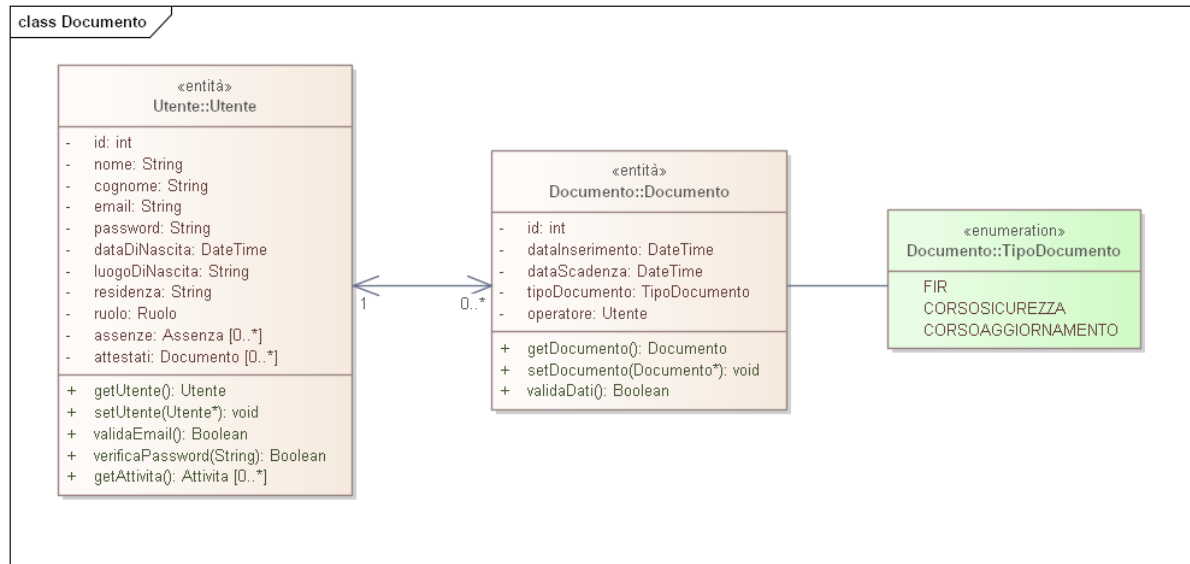 class Documento
«entità»
Utente::Utente
- id: int
- nome: String
- cognome: String
- email: String
- password: String
- dataDiNascita: DateTime
- luogoDiNascita: String
- residenza: String
- ruolo: Ruolo
- assenze: Assenza [0..*]
- attestati: Documento [0..*]
+ getUtente(): Utente
+ setUtente(Utente*): void
+ validaEmail(): Boolean
+ verificaPassword(String): Boolean
+ getAttivita(): Attivita [0..*]
1
0..*
«entità»
Documento::Documento
- id: int
- dataInserimento: DateTime
- dataScadenza: DateTime
- tipoDocumento: TipoDocumento
- operatore: Utente
+ getDocumento(): Documento
+ setDocumento(Documento*): void
+ validaDati(): Boolean
«enumeration»
Documento::TipoDocumento
FIR
CORSOSICUREZZA
CORSOAGGIORNAMENTO